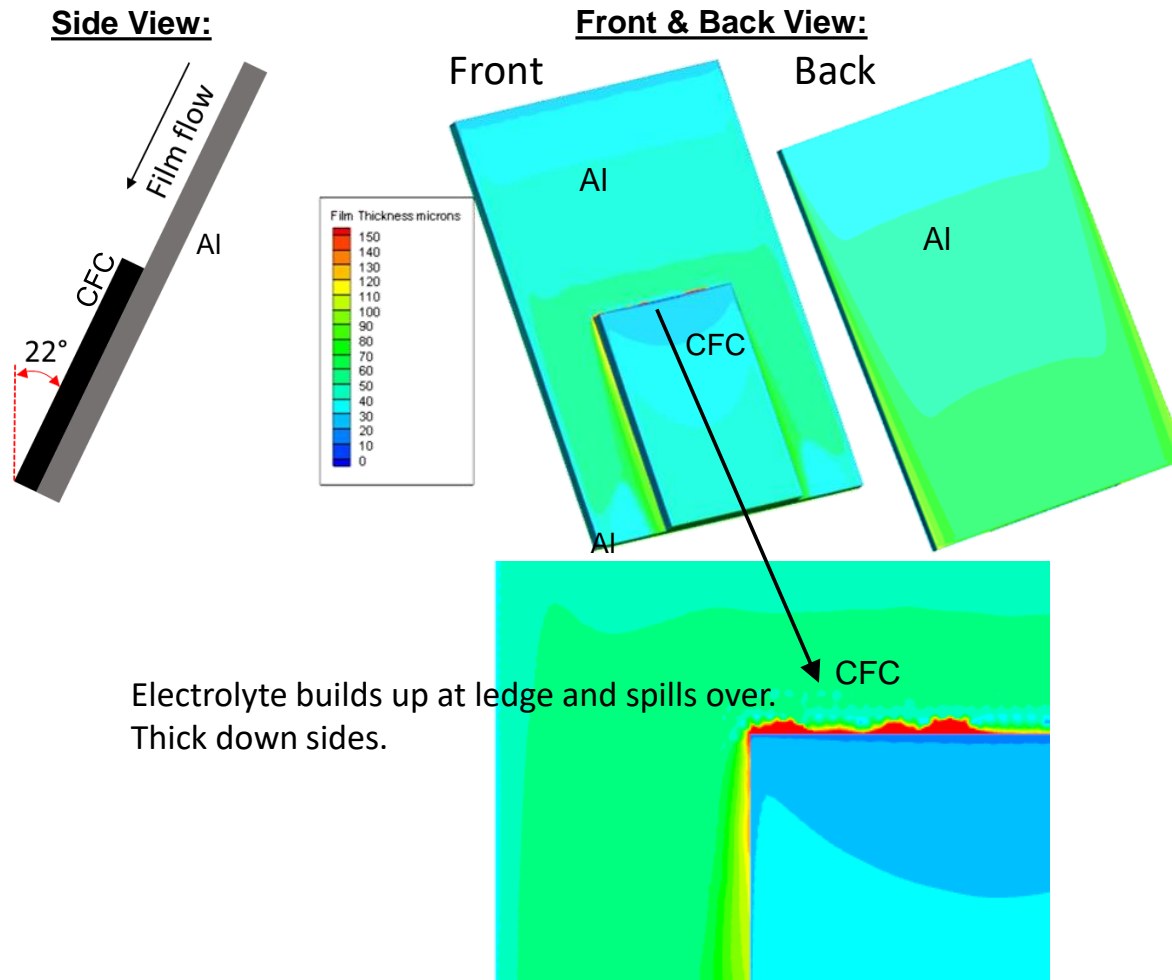 Side View:
Front & Back View:
Front
Back
Film flow
Al
CFC
22°
Al
Al
Film Thickness microns
150
140
130
120
110
100
90
80
70
60
50
40
30
20
10
0
CFC
Al
CFC
Electrolyte builds up at ledge and spills over.
Thick down sides.